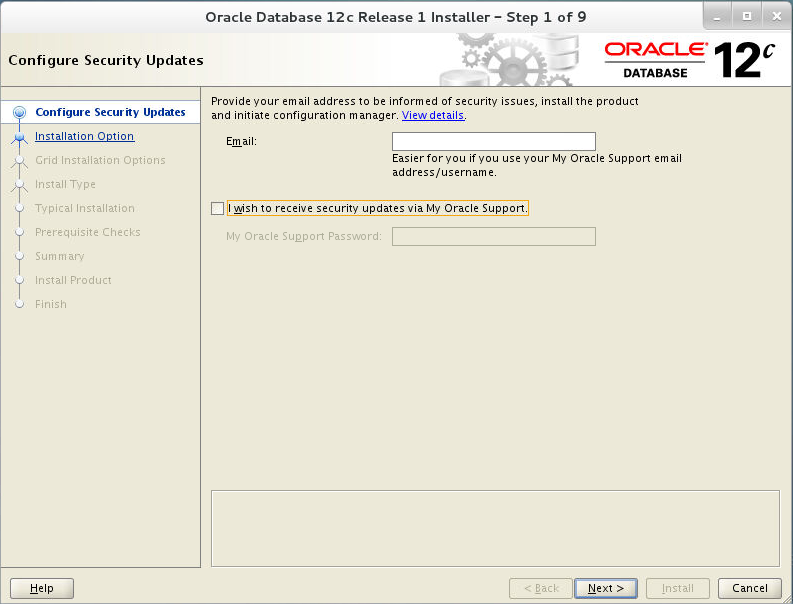 Oracle Database 12c Release 1 Installer - Step 1 of 9
Configure Security Updates
ORACLE®
DATABASE
12c
Configure Security Updates
Installation Option
Grid Installation Options
Install Type
Typical Installation
Prerequisite Checks
Summary
Install Product
Finish
Provide your email address to be informed of security issues, install the product
and initiate configuration manager. View details.
Email:
Easier for you if you use your My Oracle Support email
address/username.
I wish to receive security updates via My Oracle Support.
My Oracle Support Password:
Help
< Back
Next >
Install
Cancel